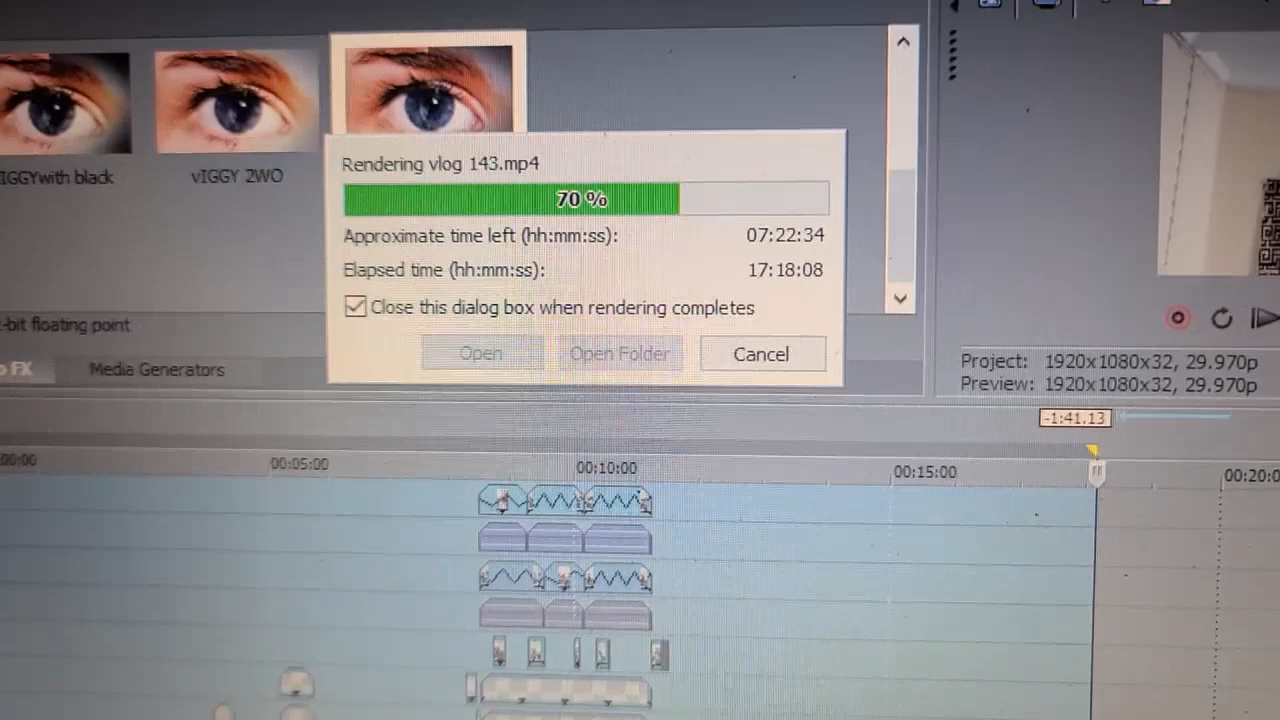 IGGYwith black
vIGGY 2WO
Rendering vlog 143.mp4
70 %
Approximate time left (hh:mm:ss): 07:22:34
Elapsed time (hh:mm:ss): 17:18:08
Close this dialog box when rendering completes
Open Open Folder Cancel
-bit floating point
o FX Media Generators
Project: 1920x1080x32, 29.970p
Preview: 1920x1080x32, 29.970p
-1:41.13
00:00 00:05:00 00:10:00 00:15:00 00:20:0